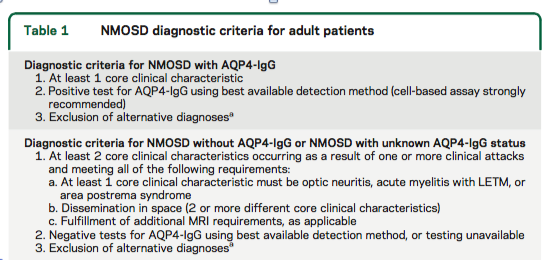 Table 1 NMOSD diagnostic criteria for adult patients
Diagnostic criteria for NMOSD with AQP4-IgG
1. At least 1 core clinical characteristic
2. Positive test for AQP4-IgG using best available detection method (cell-based assay strongly
recommended)
3. Exclusion of alternative diagnosesa
Diagnostic criteria for NMOSD without AQP4-IgG or NMOSD with unknown AQP4-IgG status
1. At least 2 core clinical characteristics occurring as a result of one or more clinical attacks
and meeting all of the following requirements:
a. At least 1 core clinical characteristic must be optic neuritis, acute myelitis with LETM, or
area postrema syndrome
b. Dissemination in space (2 or more different core clinical characteristics)
c. Fulfillment of additional MRI requirements, as applicable
2. Negative tests for AQP4-IgG using best available detection method, or testing unavailable
3. Exclusion of alternative diagnosesa